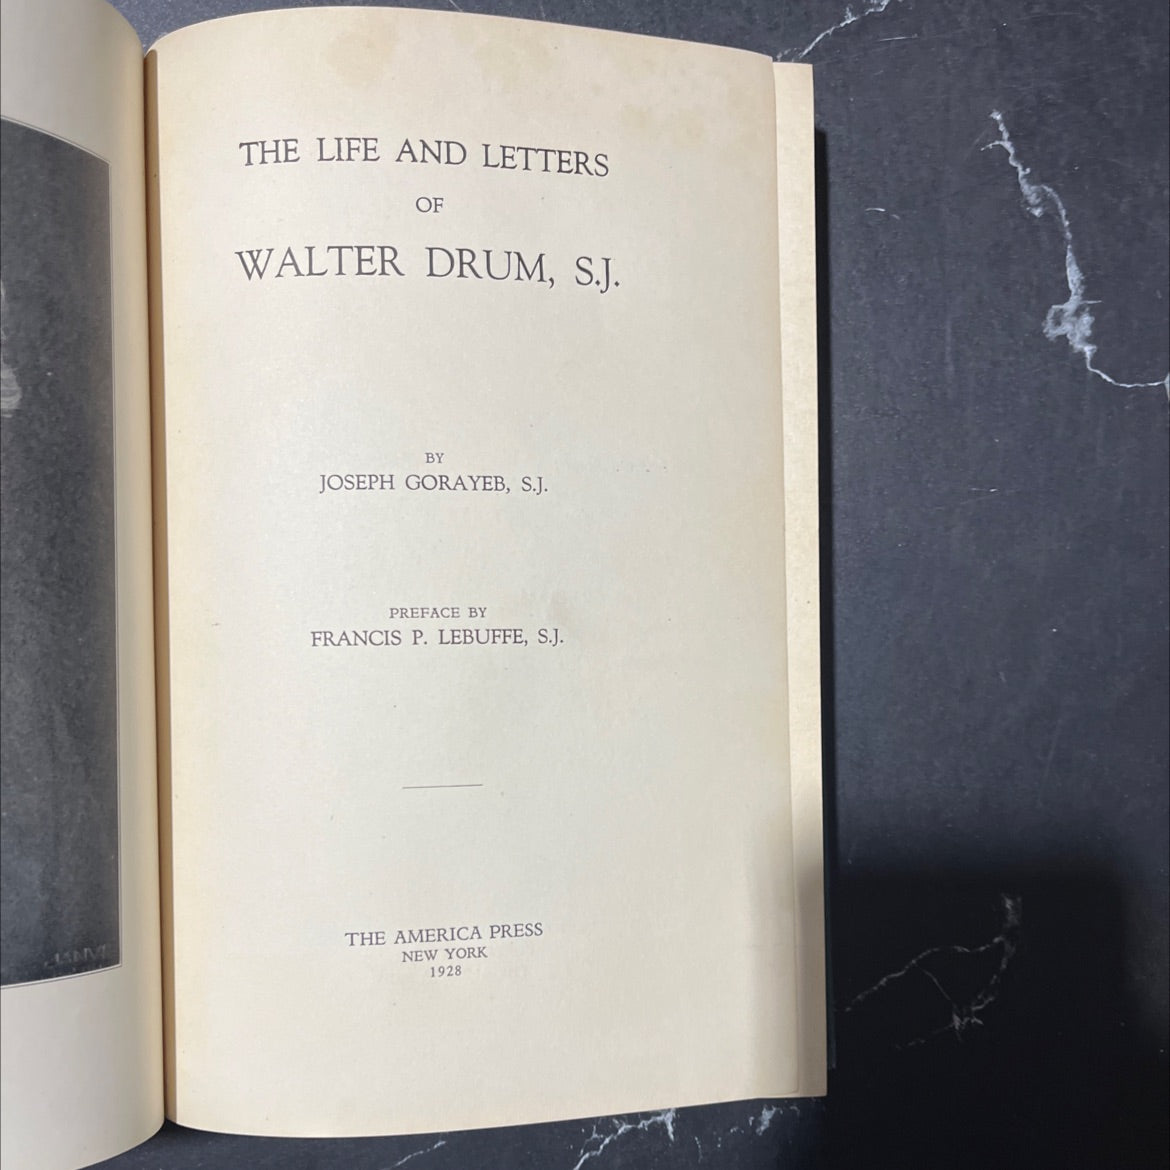 THE LIFE AND LETTERS
OF
WALTER DRUM, S.J.
BY
JOSEPH GORAYEB, S.J.
PREFACE BY
FRANCIS P. LEBUFFE, S.J.
THE AMERICA PRESS
NEW YORK
1928